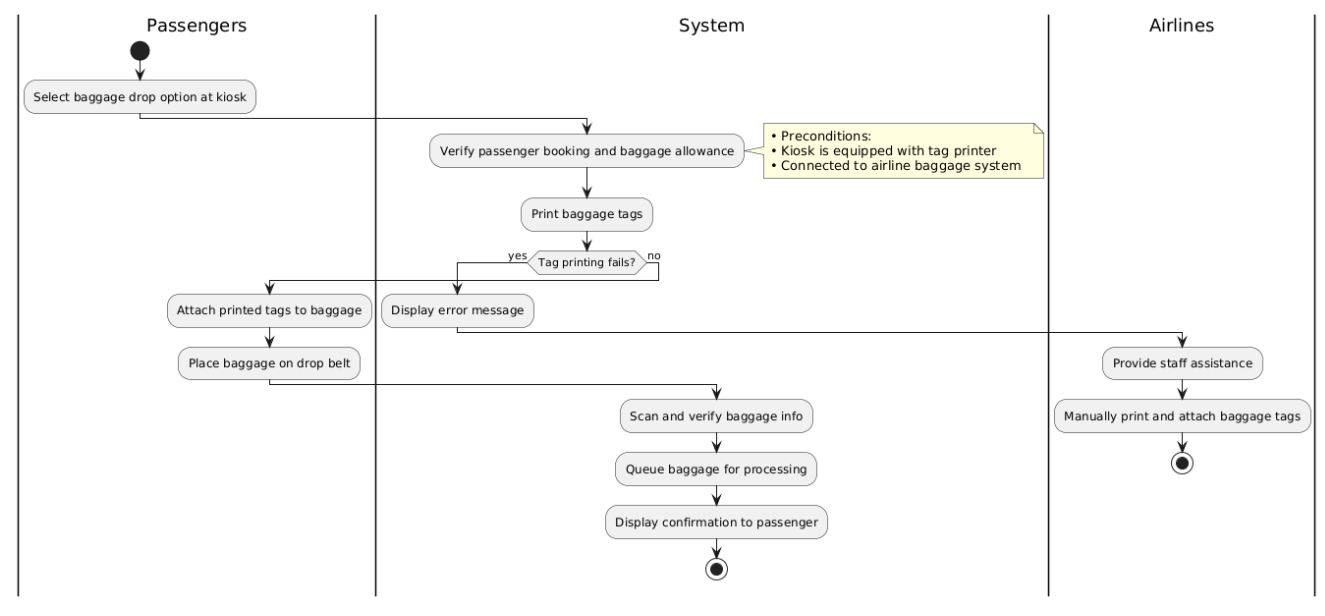 Passengers
System
Airlines
Select baggage drop option at kiosk
Verify passenger booking and baggage allowance
• Preconditions:
• Kiosk is equipped with tag printer
• Connected to airline baggage system
Print baggage tags
yes
Tag printing fails?
no
Attach printed tags to baggage
Display error message
Place baggage on drop belt
Provide staff assistance
Scan and verify baggage info
Manually print and attach baggage tags
Queue baggage for processing
Display confirmation to passenger